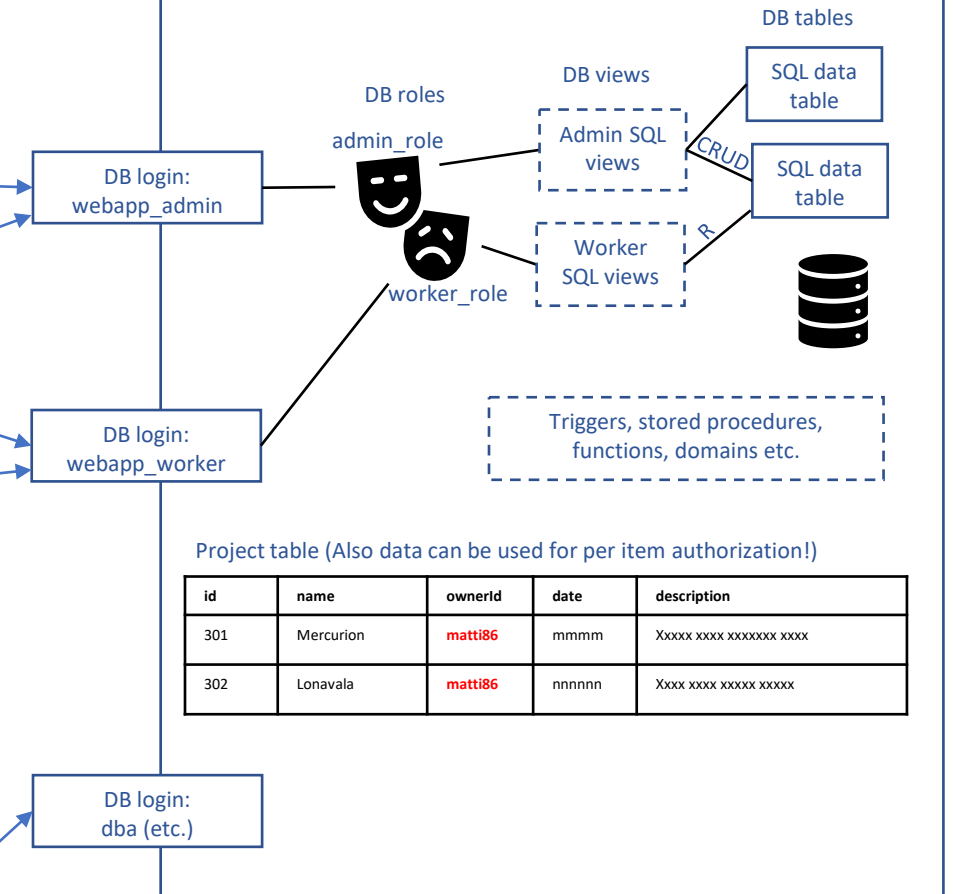 DB tables
SQL data
table
DB views
DB roles
admin_role
Admin SQL
views
CRUD
SQL data
table
DB login:
webapp_admin
Worker
SQL views
R
worker_role
Triggers, stored procedures,
functions, domains etc.
DB login:
webapp_worker
Project table (Also data can be used for per item authorization!)
id name ownerId date description
301 Mercurion matti86 mmmm Xxxxx xxxx xxxxxxx xxxx
302 Lonavala matti86 nnnnnn Xxxx xxxx xxxxx xxxxx
DB login:
dba (etc.)